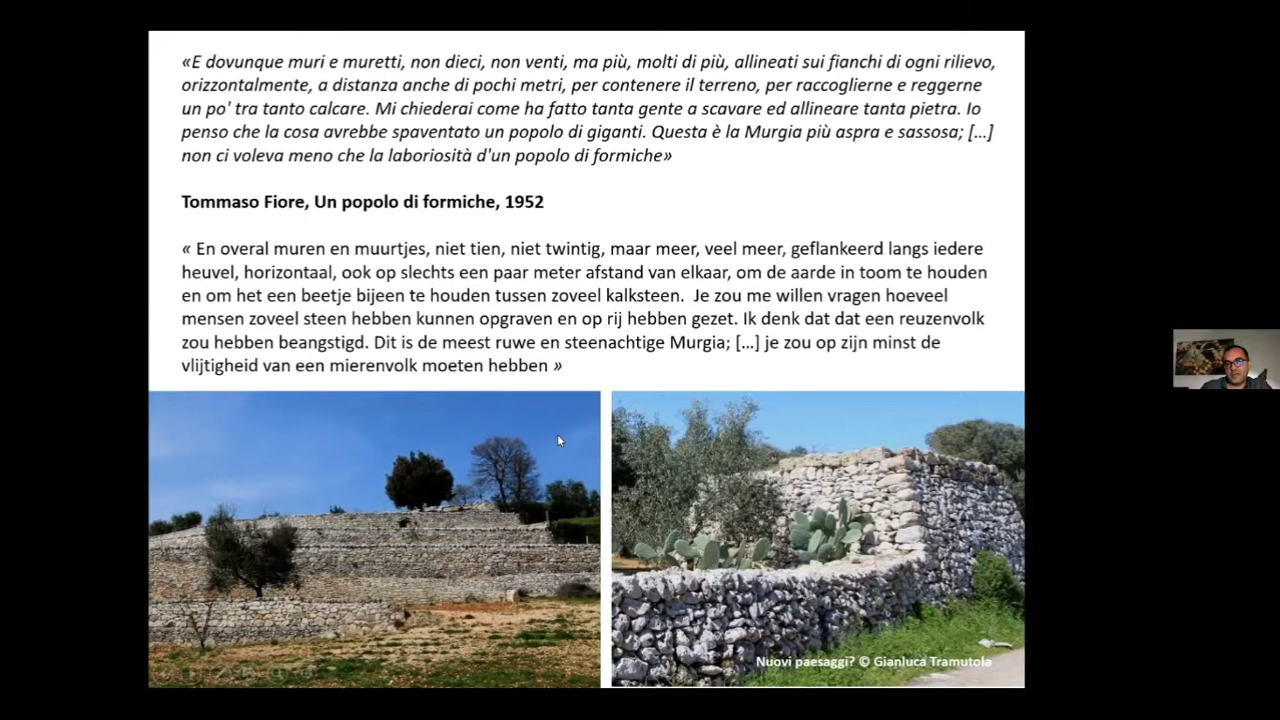 «E dovunque muri e muretti, non dieci, non venti, ma più, molti di più, allineati sui fianchi di ogni rilievo,
orizzontalmente, a distanza anche di pochi metri, per contenere il terreno, per raccoglierne e reggerne
un po' tra tanto calcare. Mi chiederai come ha fatto tanta gente a scavare ed allineare tanta pietra. Io
penso che la cosa avrebbe spaventato un popolo di giganti. Questa è la Murgia più aspra e sassosa; […]
non ci voleva meno che la laboriosità d'un popolo di formiche»
Tommaso Fiore, Un popolo di formiche, 1952
« En overal muren en muurtjes, niet tien, niet twintig, maar meer, veel meer, geflankeerd langs iedere
heuvel, horizontaal, ook op slechts een paar meter afstand van elkaar, om de aarde in toom te houden
en om het een beetje bijeen te houden tussen zoveel kalksteen. Je zou me willen vragen hoeveel
mensen zoveel steen hebben kunnen opgraven en op rij hebben gezet. Ik denk dat dat een reuzenvolk
zou hebben beangstigd. Dit is de meest ruwe en steenachtige Murgia; […] je zou op zijn minst de
vlijtigheid van een mierenvolk moeten hebben »
Nuovi paesaggi? © Gianluca Tramutola